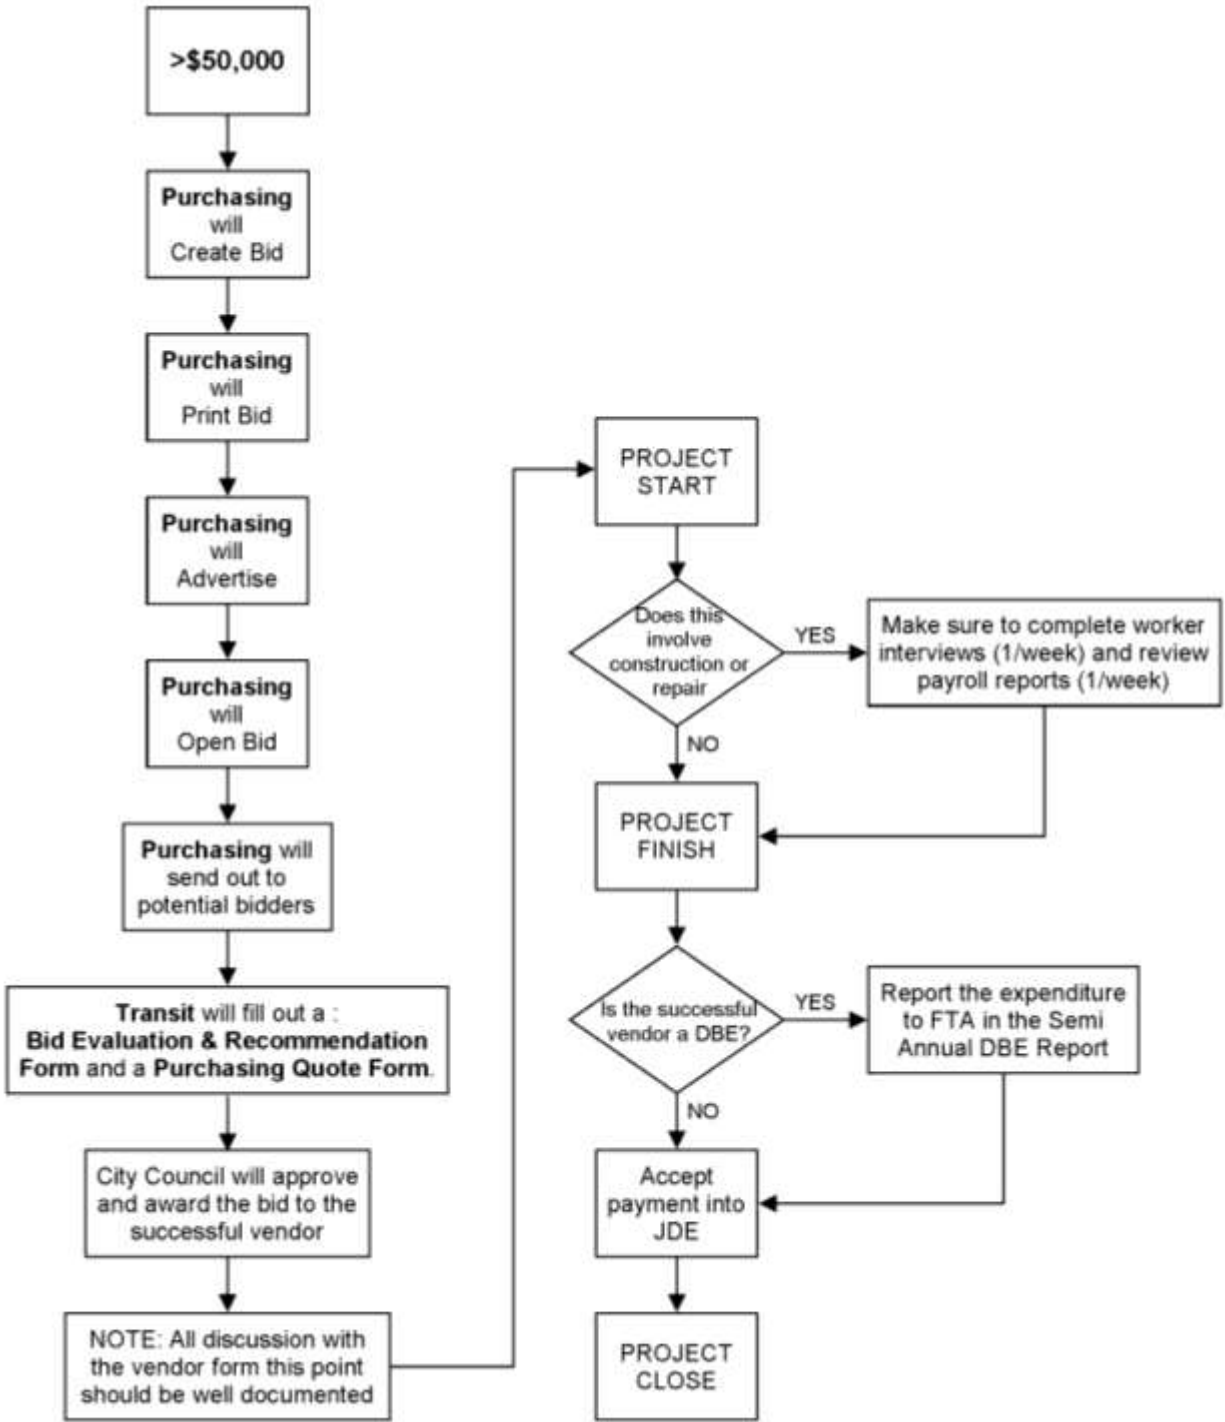 >$50,000
Purchasing
will
Create Bid
Purchasing
will
Print Bid
Purchasing
will
Advertise
Purchasing
will
Open Bid
Purchasing will
send out to
potential bidders
Transit will fill out a :
Bid Evaluation & Recommendation
Form and a Purchasing Quote Form.
City Council will approve
and award the bid to the
successful vendor
NOTE: All discussion with
the vendor form this point
should be well documented
PROJECT
START
Does this
involve
construction or
repair
YES
Make sure to complete worker
interviews (1/week) and review
payroll reports (1/week)
NO
PROJECT
FINISH
Is the successful
vendor a DBE?
YES
Report the expenditure
to FTA in the Semi
Annual DBE Report
NO
Accept
payment into
JDE
PROJECT
CLOSE